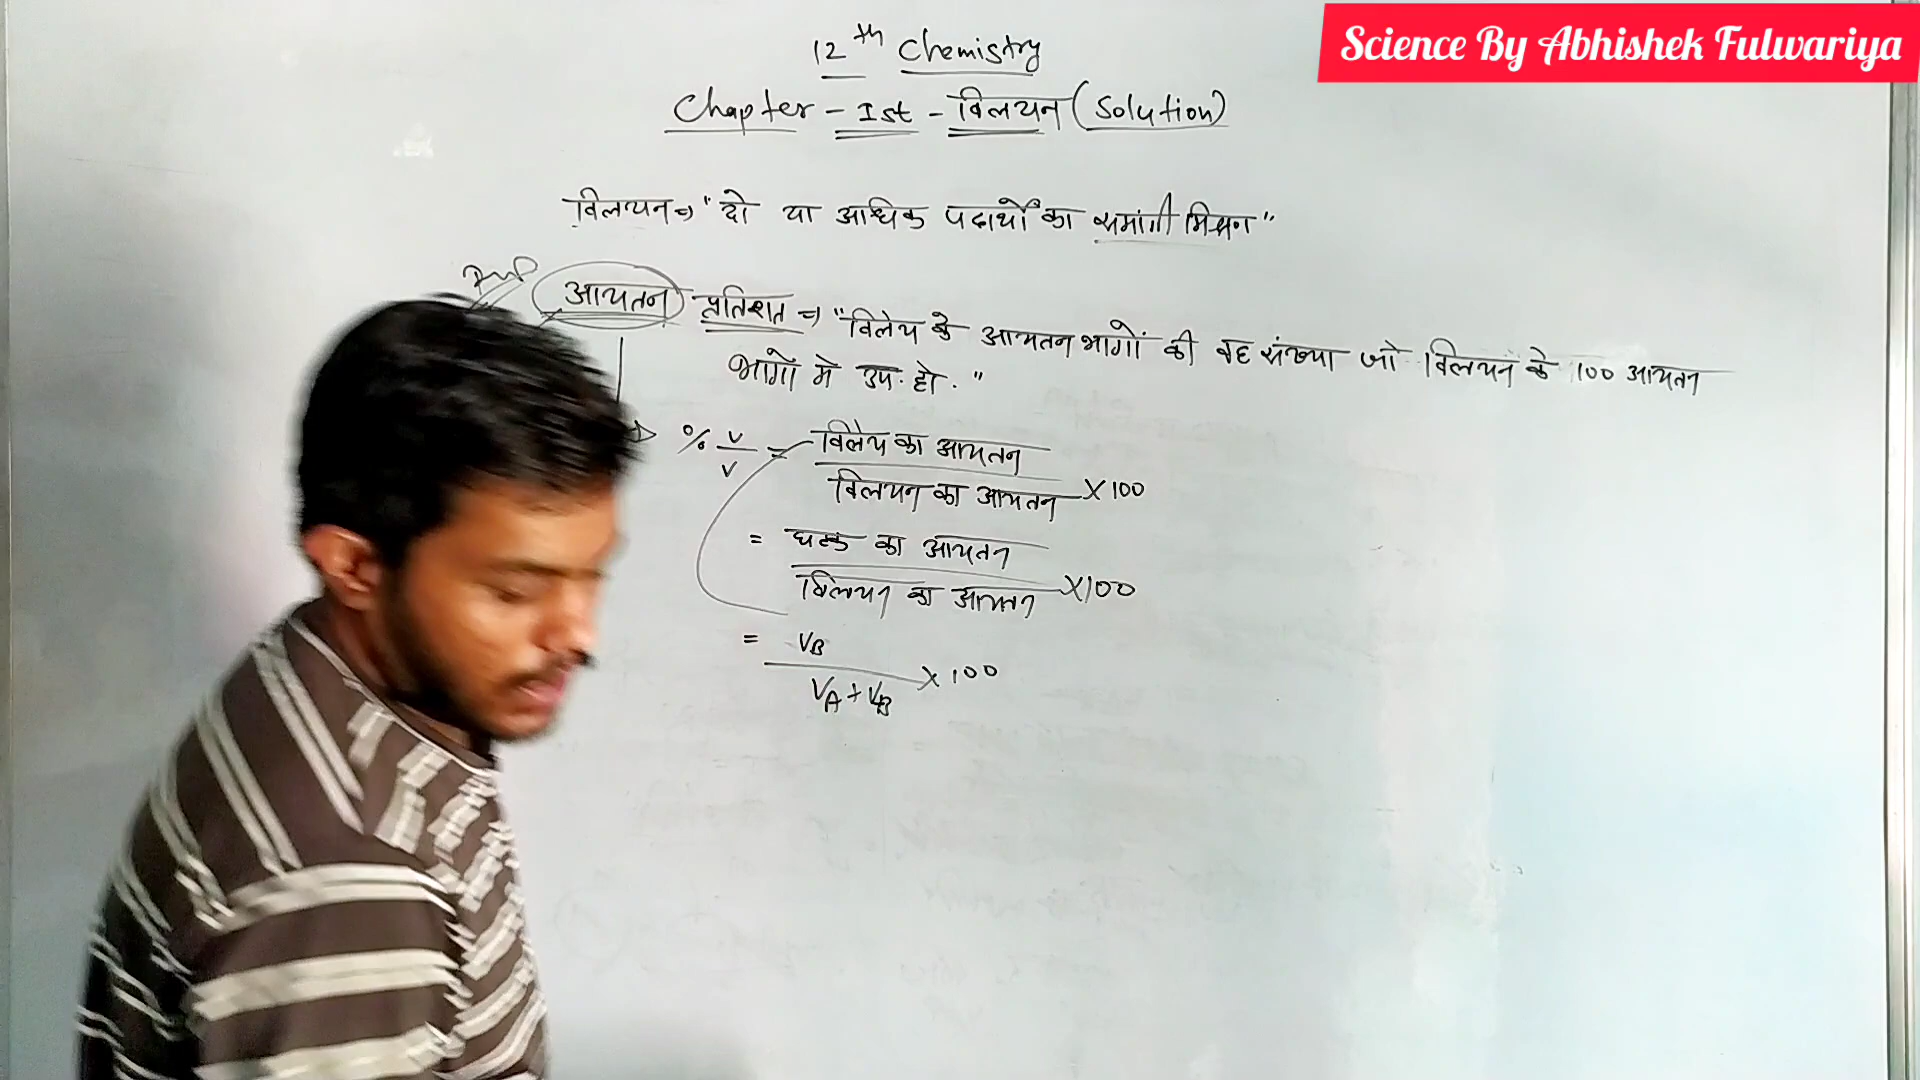 Science By Abhishek Fulwariya
12th Chemistry
Chapter - Ist - विलयन (Solution)
विलयन ⇒ "दो या अधिक पदार्थों का समांगी मिश्रण"
Imp आयतन प्रतिशत ⇒ "विलेय के आयतन भागों की वह संख्या जो विलयन के 100 आयतन
भागों मे उप. हो."
% v/v = विलेय का आयतन
विलयन का आयतन × 100
= घटक का आयतन
विलयन का आयतन × 100
= VB
VA + VB × 100